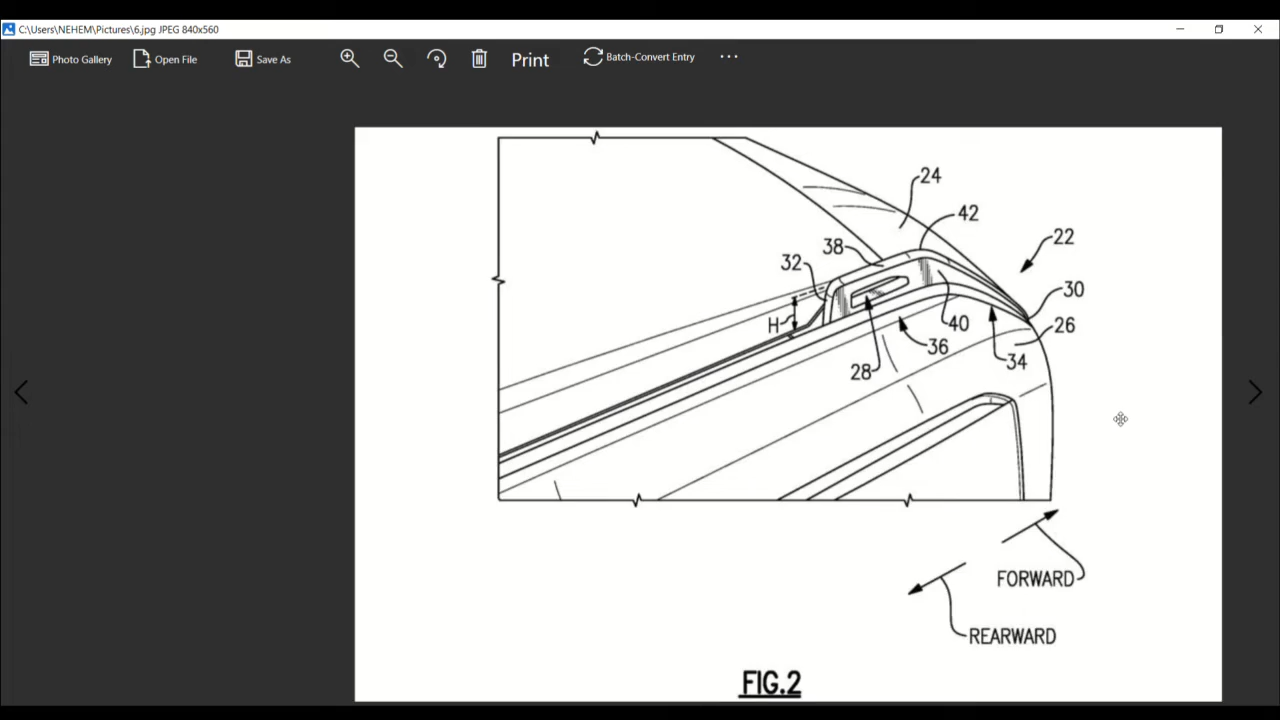 C:\Users\NEHEM\Pictures\6.jpg JPEG 840x560
Photo Gallery Open File Save As Print Batch-Convert Entry
24
42
38
22
32
30
H
40
26
36
34
28
FORWARD
REARWARD
FIG.2